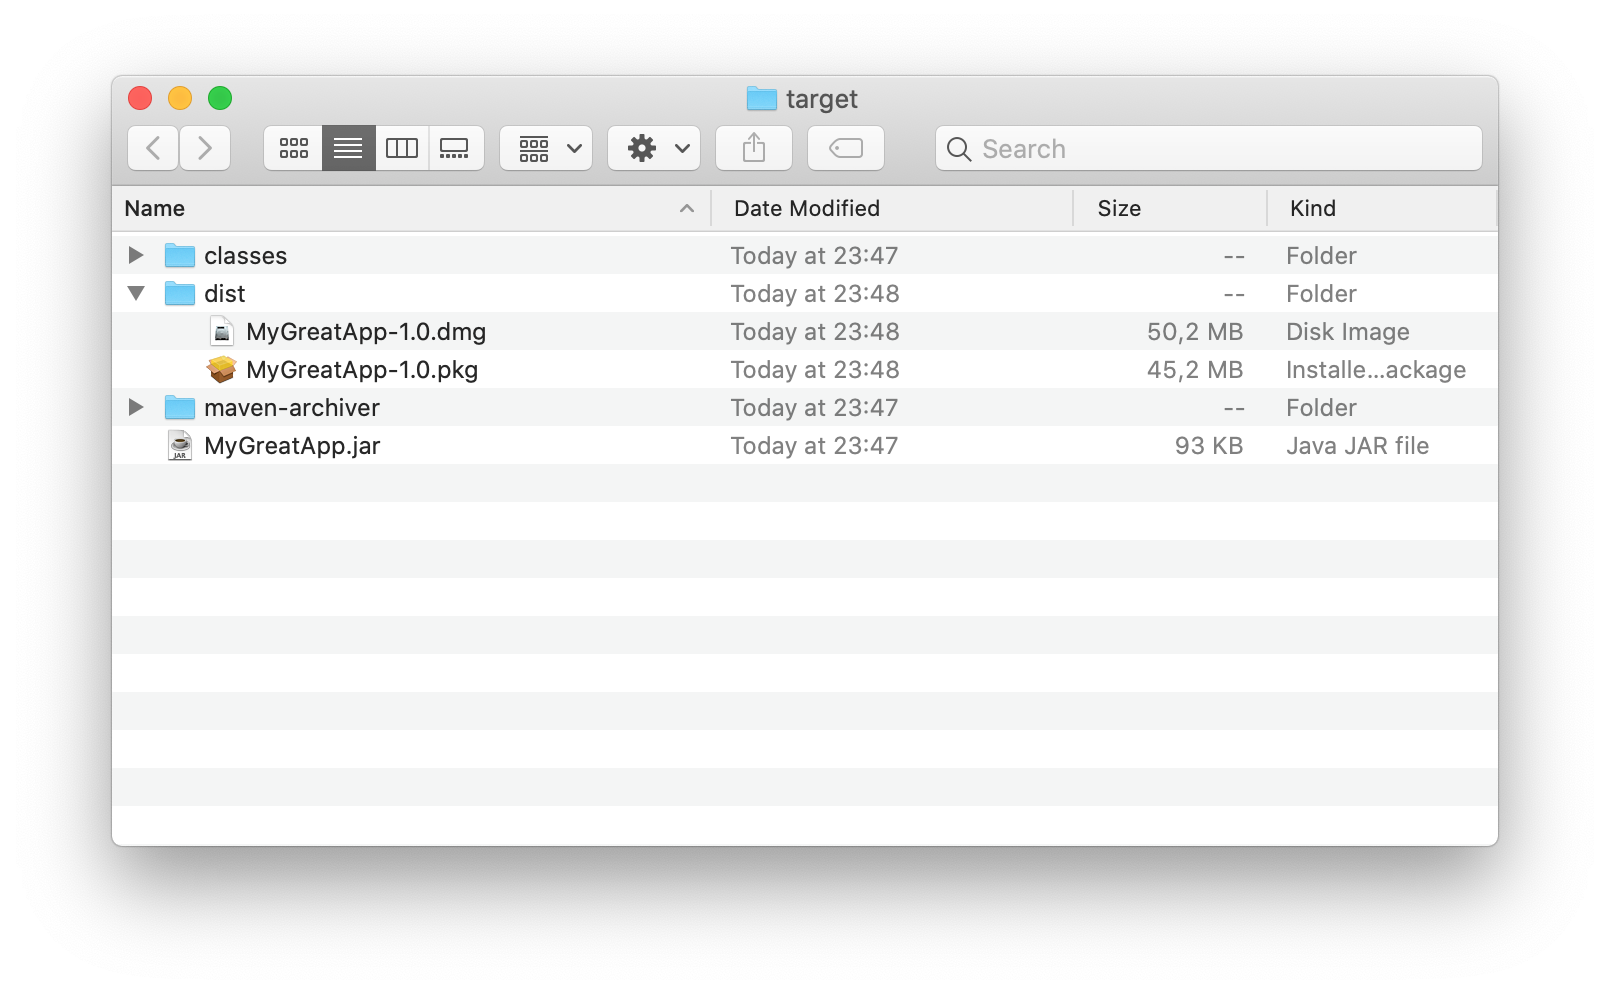 target
Search
Name Date Modified Size Kind
classes Today at 23:47 -- Folder
dist Today at 23:48 -- Folder
MyGreatApp-1.0.dmg Today at 23:48 50,2 MB Disk Image
MyGreatApp-1.0.pkg Today at 23:48 45,2 MB Installe...ackage
maven-archiver Today at 23:47 -- Folder
JAR MyGreatApp.jar Today at 23:47 93 KB Java JAR file